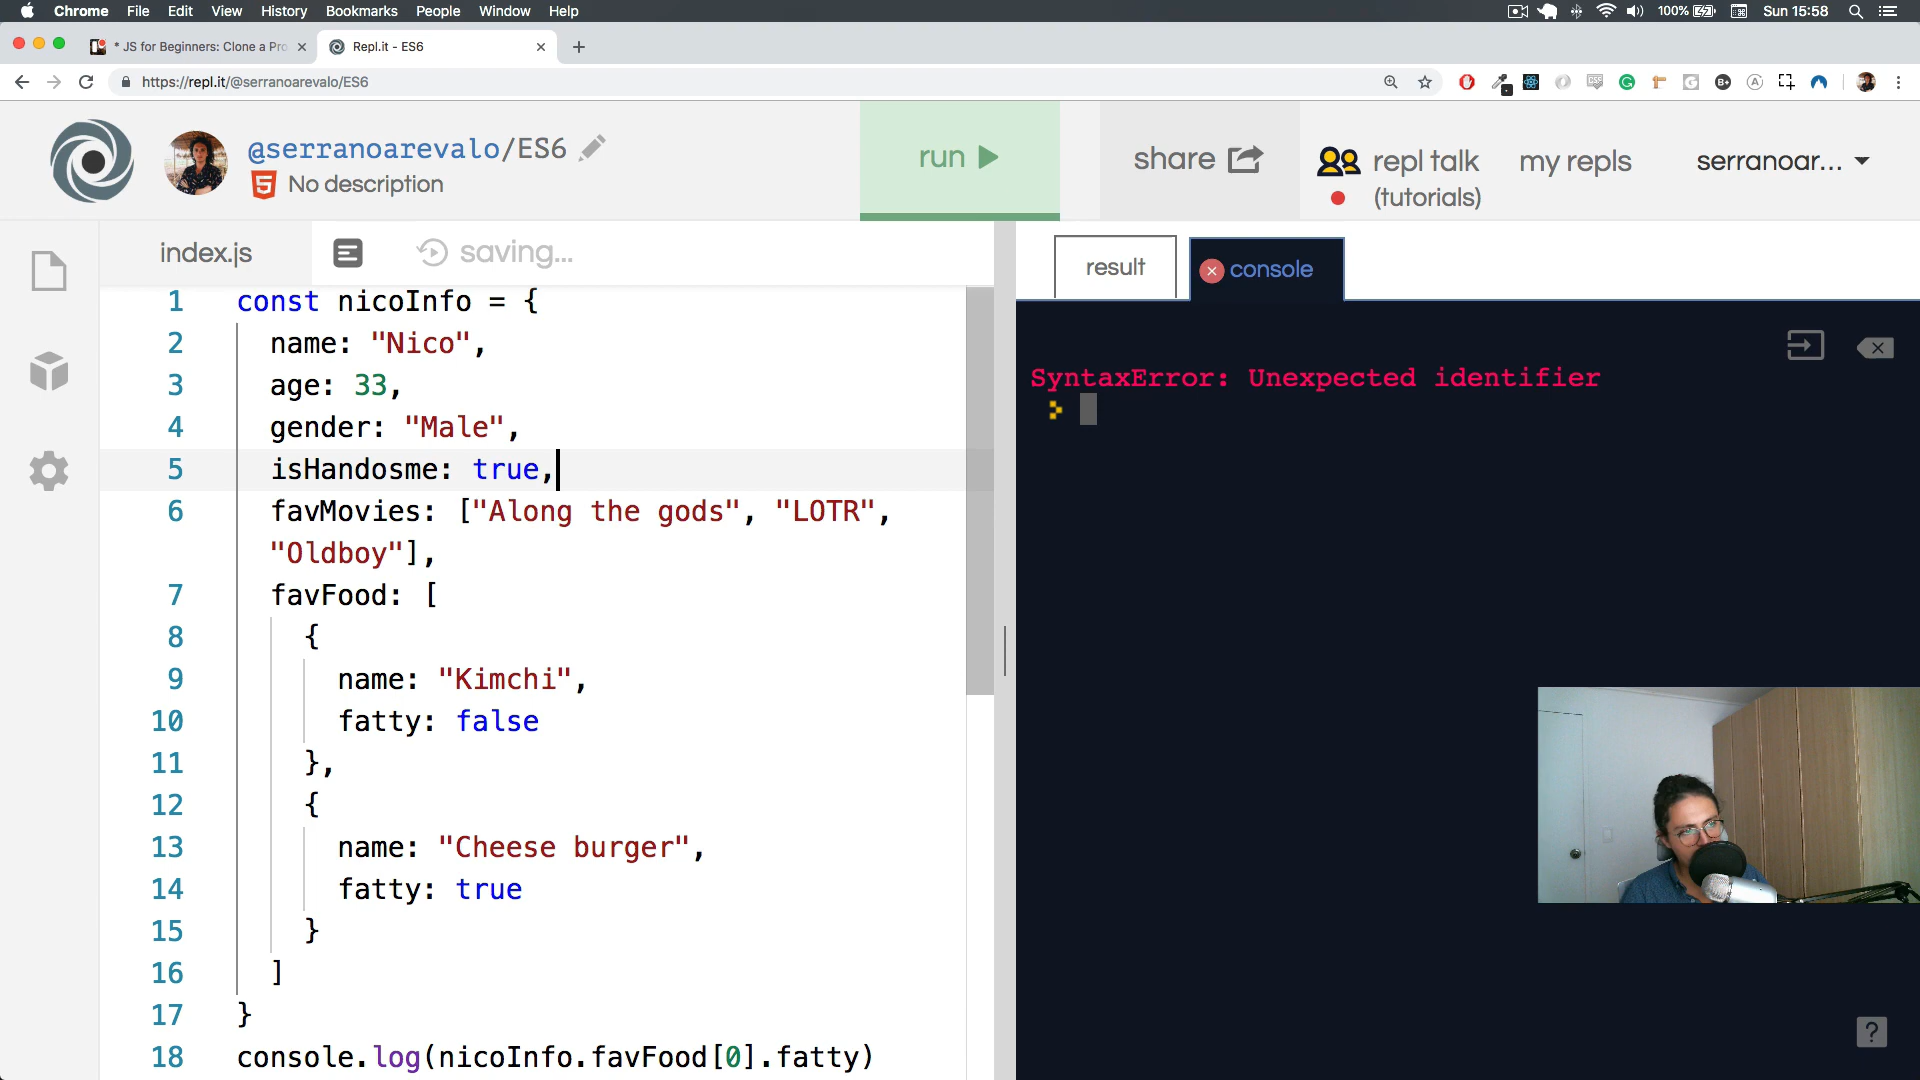 Chrome File Edit View History Bookmarks People Window Help 100% Sun 15:58
* JS for Beginners: Clone a Pro Repl.it - ES6
https://repl.it/@serranoarevalo/ES6
@serranoarevalo/ES6
No description
run
share
repl talk
(tutorials)
my repls
serranoar...
index.js
saving...
result
console
1 const nicoInfo = {
2 name: "Nico",
3 age: 33,
4 gender: "Male",
5 isHandosme: true,
6 favMovies: ["Along the gods", "LOTR",
"Oldboy"],
7 favFood: [
8 {
9 name: "Kimchi",
10 fatty: false
11 },
12 {
13 name: "Cheese burger",
14 fatty: true
15 }
16 ]
17 }
18 console.log(nicoInfo.favFood[0].fatty)
SyntaxError: Unexpected identifier
>
?